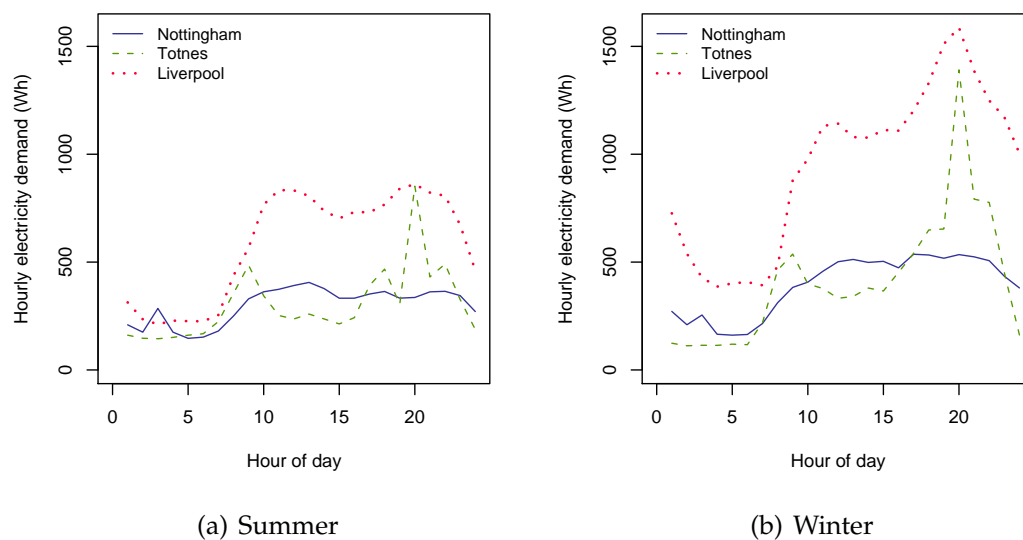 Hourly electricity demand (Wh)
1500
1000
500
0
Nottingham
Totnes
Liverpool
0 5 10 15 20
Hour of day
(a) Summer
Hourly electricity demand (Wh)
1500
1000
500
0
Nottingham
Totnes
Liverpool
0 5 10 15 20
Hour of day
(b) Winter